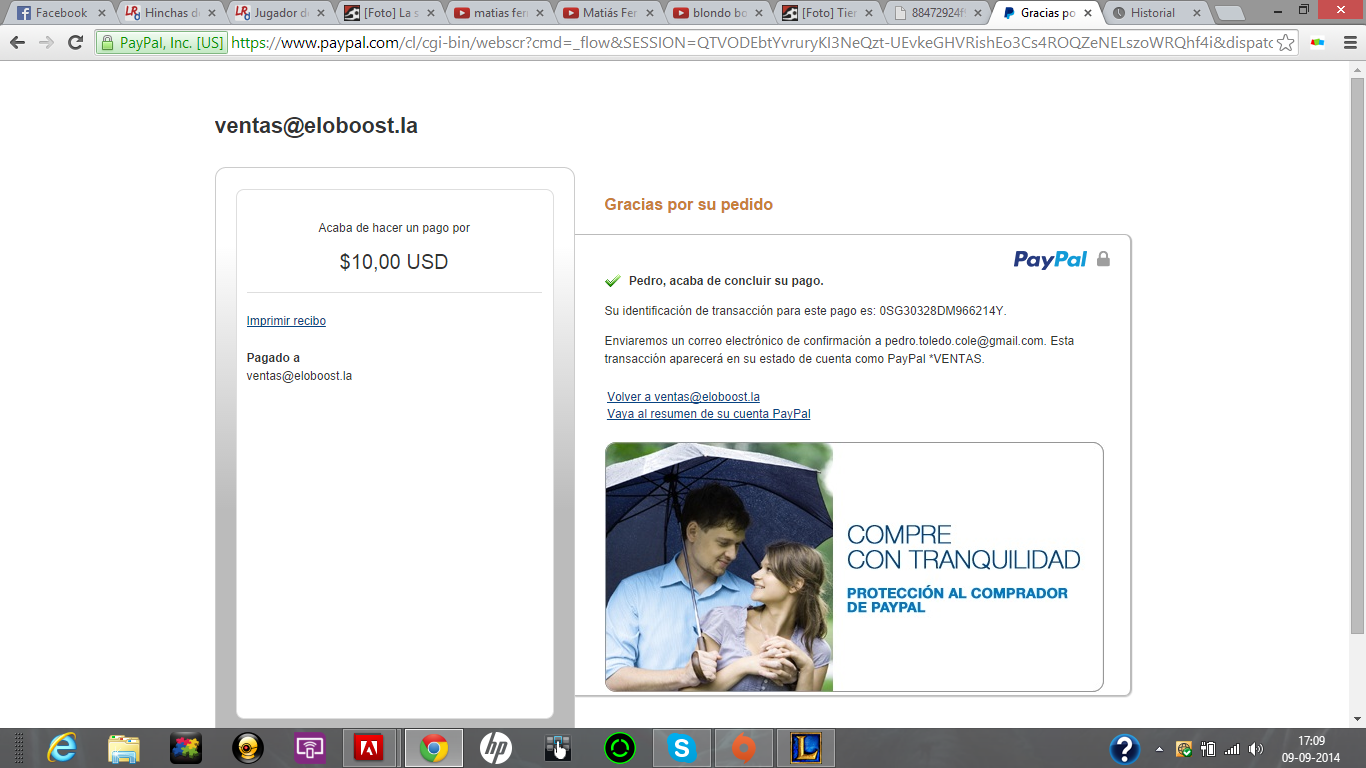 Facebook
Hinchas d
Jugador d
[Foto] La s
matias fer
Matiás Fer
blondo bo
[Foto] Tier
88472924f
Gracias po
Historial
PayPal, Inc. [US]
https://www.paypal.com/cl/cgi-bin/webscr?cmd=_flow&SESSION=QTVODEbtYvruryKI3NeQzt-UEvkeGHVRishEo3Cs4ROQZeNELszoWRQhf4i&dispatc
ventas@eloboost.la
Acaba de hacer un pago por
$10,00 USD
Imprimir recibo
Pagado a
ventas@eloboost.la
Gracias por su pedido
PayPal
Pedro, acaba de concluir su pago.
Su identificación de transacción para este pago es: 0SG30328DM966214Y.
Enviaremos un correo electrónico de confirmación a pedro.toledo.cole@gmail.com. Esta
transacción aparecerá en su estado de cuenta como PayPal *VENTAS.
Volver a ventas@eloboost.la
Vaya al resumen de su cuenta PayPal
COMPRE
CON TRANQUILIDAD
PROTECCIÓN AL COMPRADOR
DE PAYPAL
hp
17:09
09-09-2014